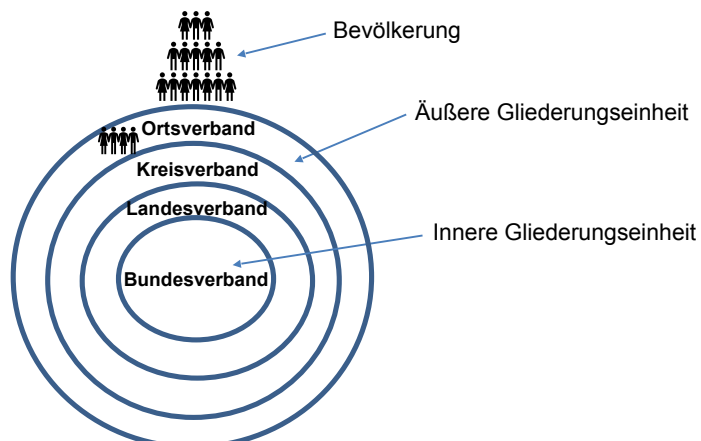 Bevölkerung
Äußere Gliederungseinheit
Ortsverband
Kreisverband
Landesverband
Innere Gliederungseinheit
Bundesverband